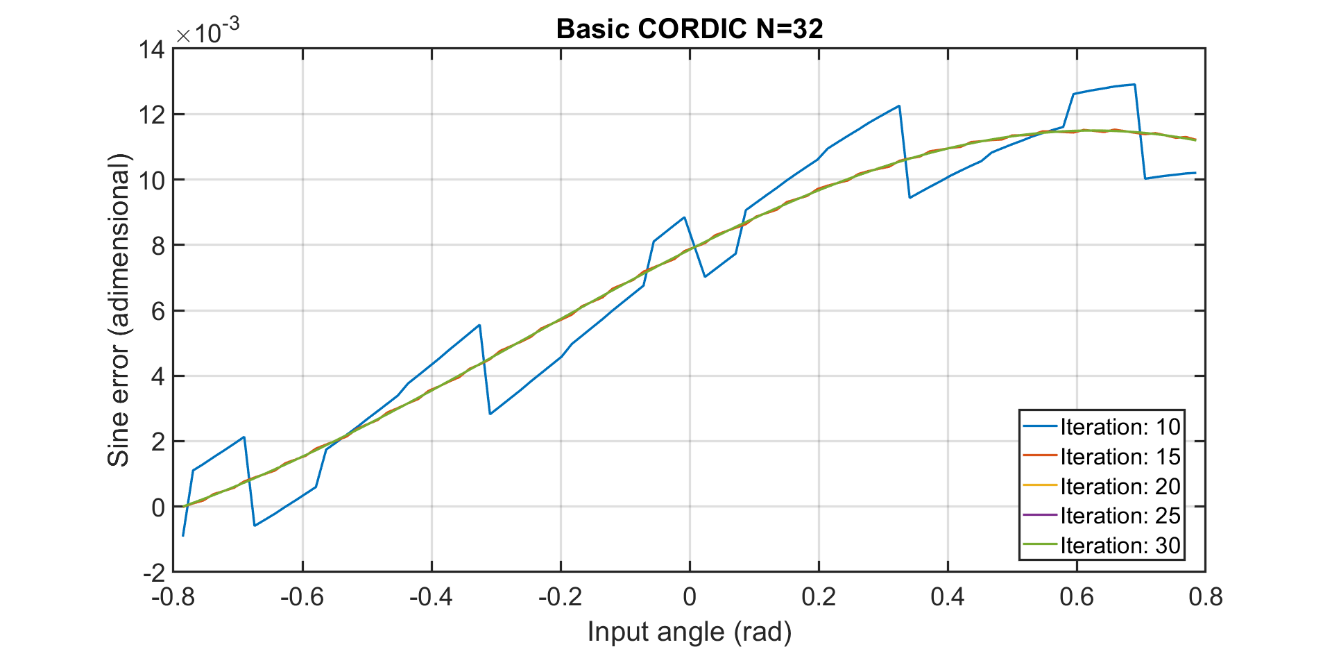 Basic CORDIC N=32
×10^-3
14
12
10
8
6
4
2
0
-2
Sine error (adimensional)
-0.8 -0.6 -0.4 -0.2 0 0.2 0.4 0.6 0.8
Input angle (rad)
Iteration: 10
Iteration: 15
Iteration: 20
Iteration: 25
Iteration: 30